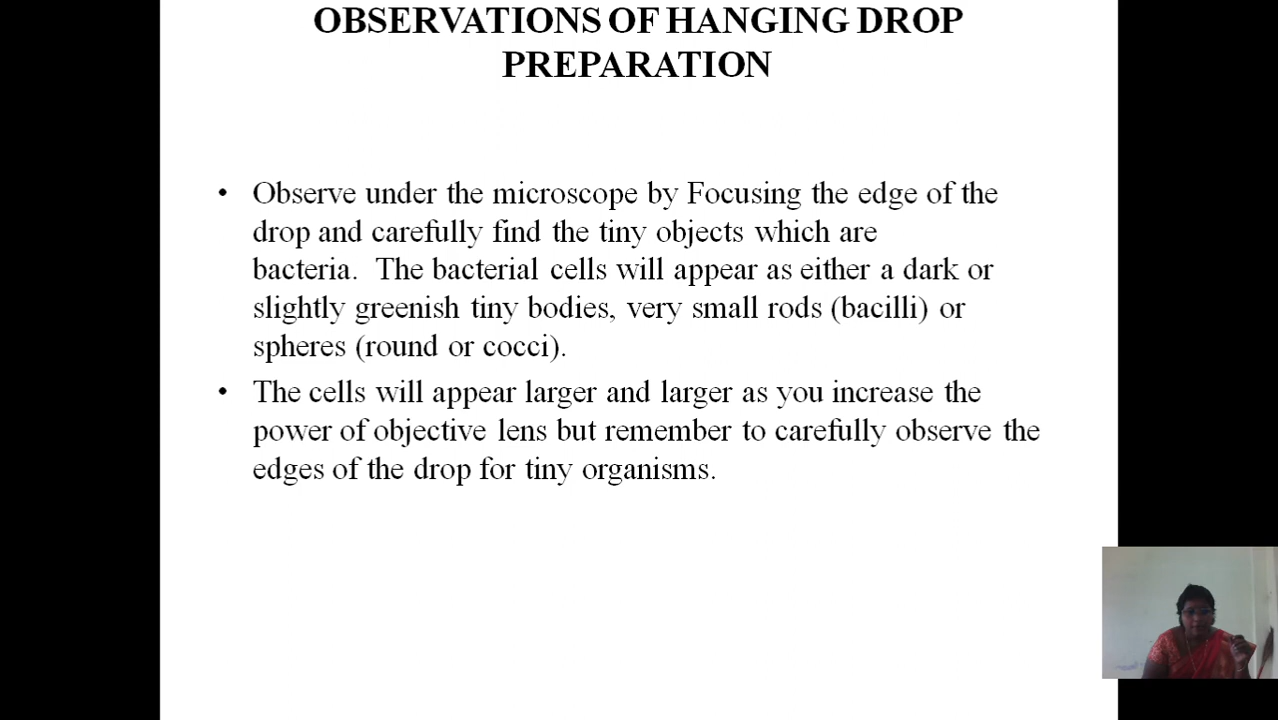 OBSERVATIONS OF HANGING DROP
PREPARATION
• Observe under the microscope by Focusing the edge of the
drop and carefully find the tiny objects which are
bacteria.  The bacterial cells will appear as either a dark or
slightly greenish tiny bodies, very small rods (bacilli) or
spheres (round or cocci).
• The cells will appear larger and larger as you increase the
power of objective lens but remember to carefully observe the
edges of the drop for tiny organisms.